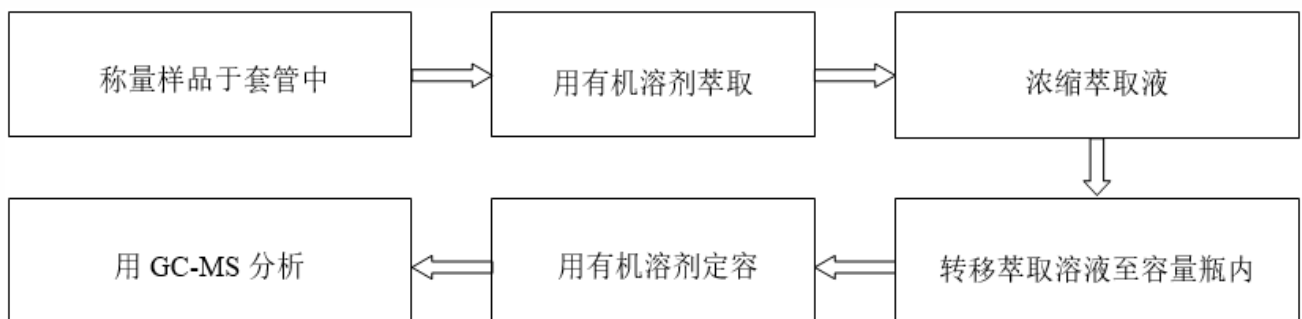 称量样品于套管中
用有机溶剂萃取
浓缩萃取液
转移萃取溶液至容量瓶内
用有机溶剂定容
用 GC-MS 分析